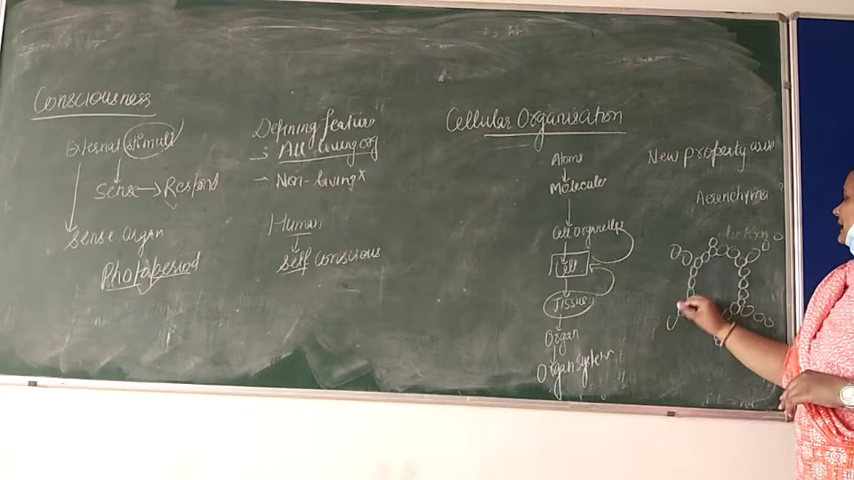 Consciousness
External stimuli
Sense → Respond
Sense organ
Photoperiod
Defining feature
→ All living org
- Non-living x
Human
Self conscious
Cellular Organisation
Atoms
Molecules
Cell organelles
Cell
Tissue
Organ
Organ system
New property arise
Aerenchyma